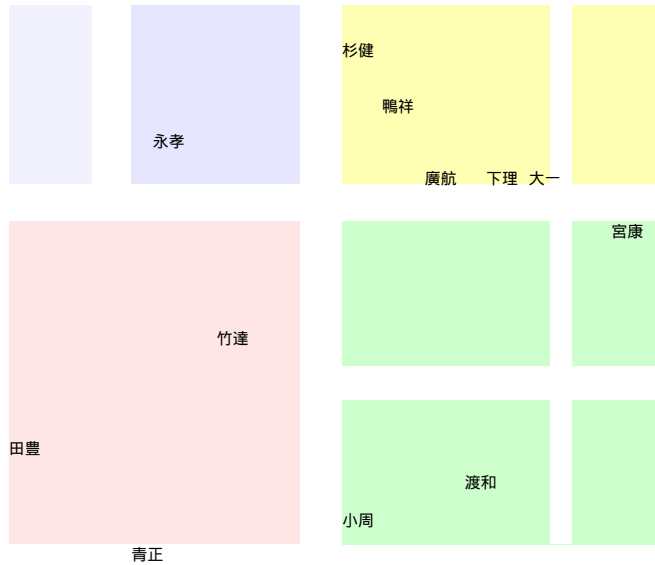 杉健
鴨祥
永孝
廣航
下理
大一
宮康
竹達
田豊
渡和
小周
青正